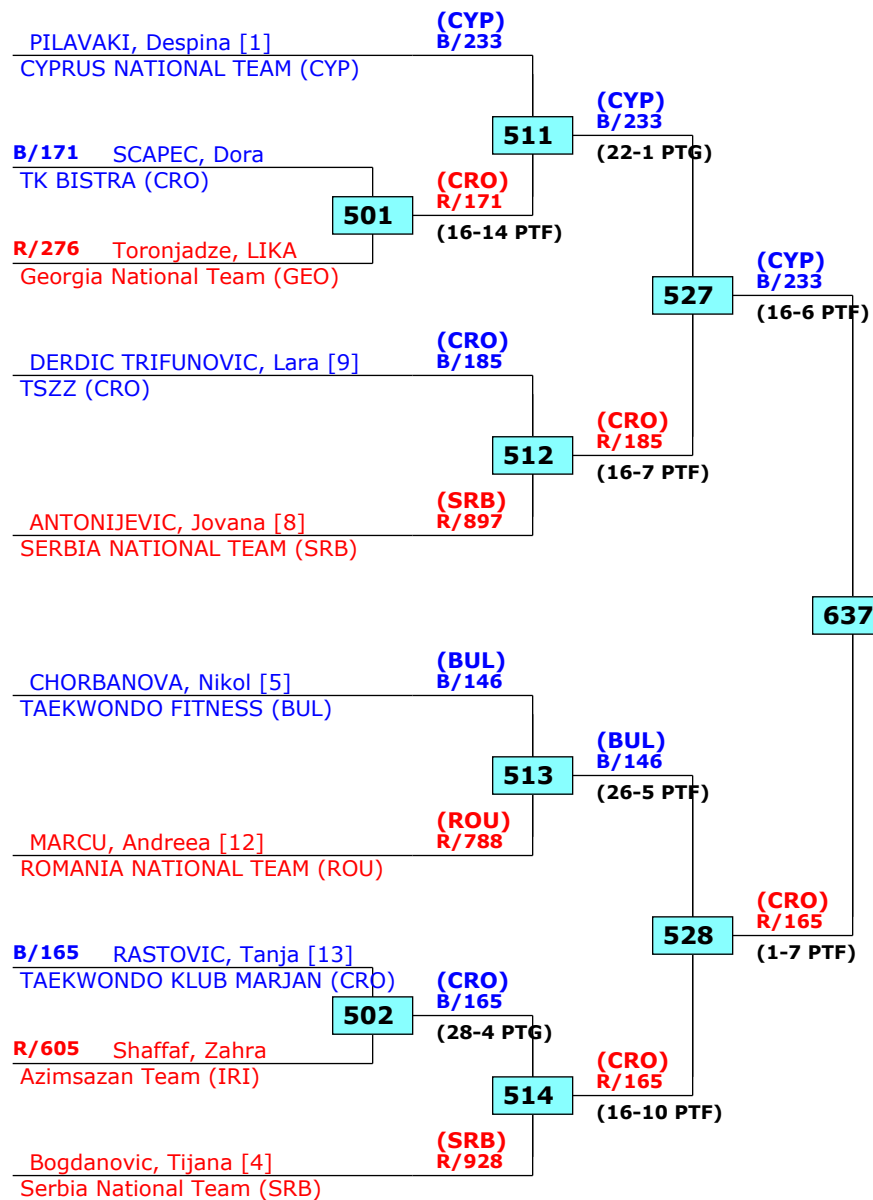 PILAVAKI, Despina [1]
CYPRUS NATIONAL TEAM (CYP)
(CYP)
B/233
511
(CYP)
B/233
(22-1 PTG)
B/171 SCAPEC, Dora
TK BISTRA (CRO)
501
(CRO)
R/171
(16-14 PTF)
R/276 Toronjadze, LIKA
Georgia National Team (GEO)
527
(CYP)
B/233
(16-6 PTF)
DERDIC TRIFUNOVIC, Lara [9]
TSZZ (CRO)
(CRO)
B/185
512
(CRO)
R/185
(16-7 PTF)
ANTONIJEVIC, Jovana [8]
SERBIA NATIONAL TEAM (SRB)
(SRB)
R/897
637
CHORBANOVA, Nikol [5]
TAEKWONDO FITNESS (BUL)
(BUL)
B/146
513
(BUL)
B/146
(26-5 PTF)
MARCU, Andreea [12]
ROMANIA NATIONAL TEAM (ROU)
(ROU)
R/788
528
(CRO)
R/165
(1-7 PTF)
B/165 RASTOVIC, Tanja [13]
TAEKWONDO KLUB MARJAN (CRO)
502
(CRO)
B/165
(28-4 PTG)
R/605 Shaffaf, Zahra
Azimsazan Team (IRI)
514
(CRO)
R/165
(16-10 PTF)
Bogdanovic, Tijana [4]
Serbia National Team (SRB)
(SRB)
R/928